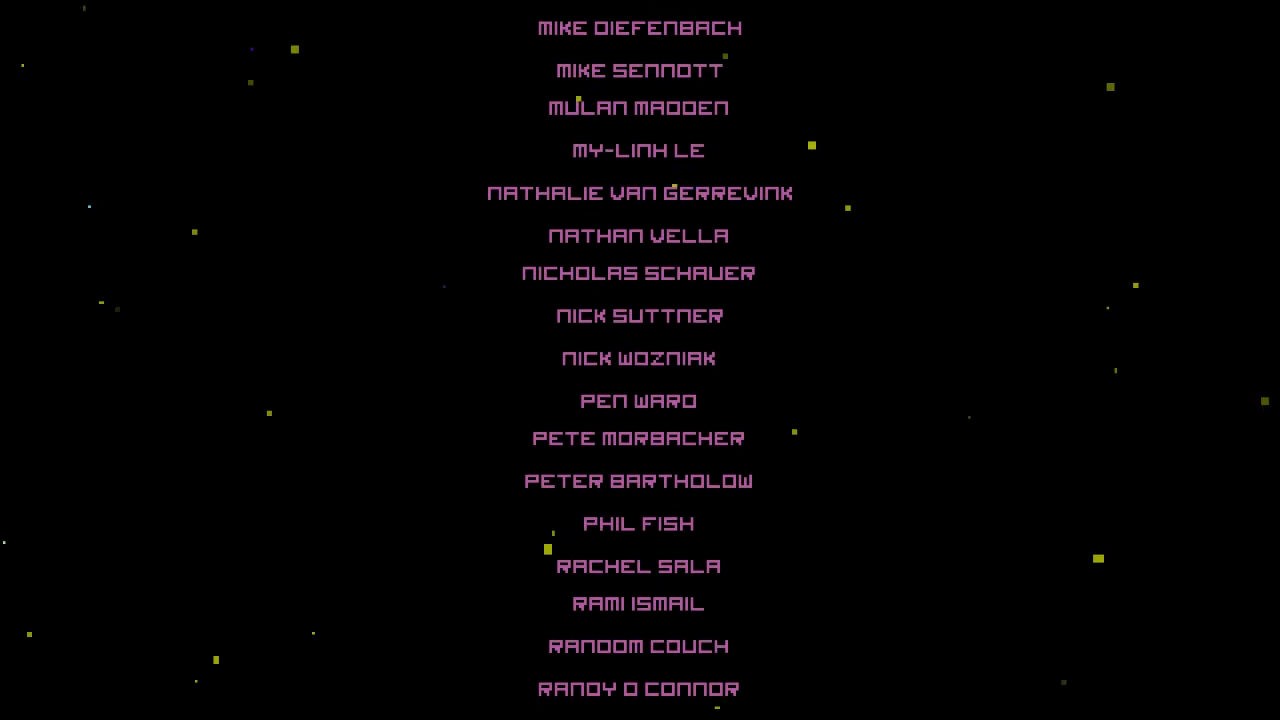 MIKE DIEFENBACH
MIKE SENNOTT
MULAN MADDEN
MY-LINH LE
NATHALIE VAN GERREVINK
NATHAN VELLA
NICHOLAS SCHAUER
NICK SUTTNER
NICK WOZNIAK
PEN WARD
PETE MORBACHER
PETER BARTHOLOW
PHIL FISH
RACHEL SALA
RAMI ISMAIL
RANDOM COUCH
RANDY O CONNOR